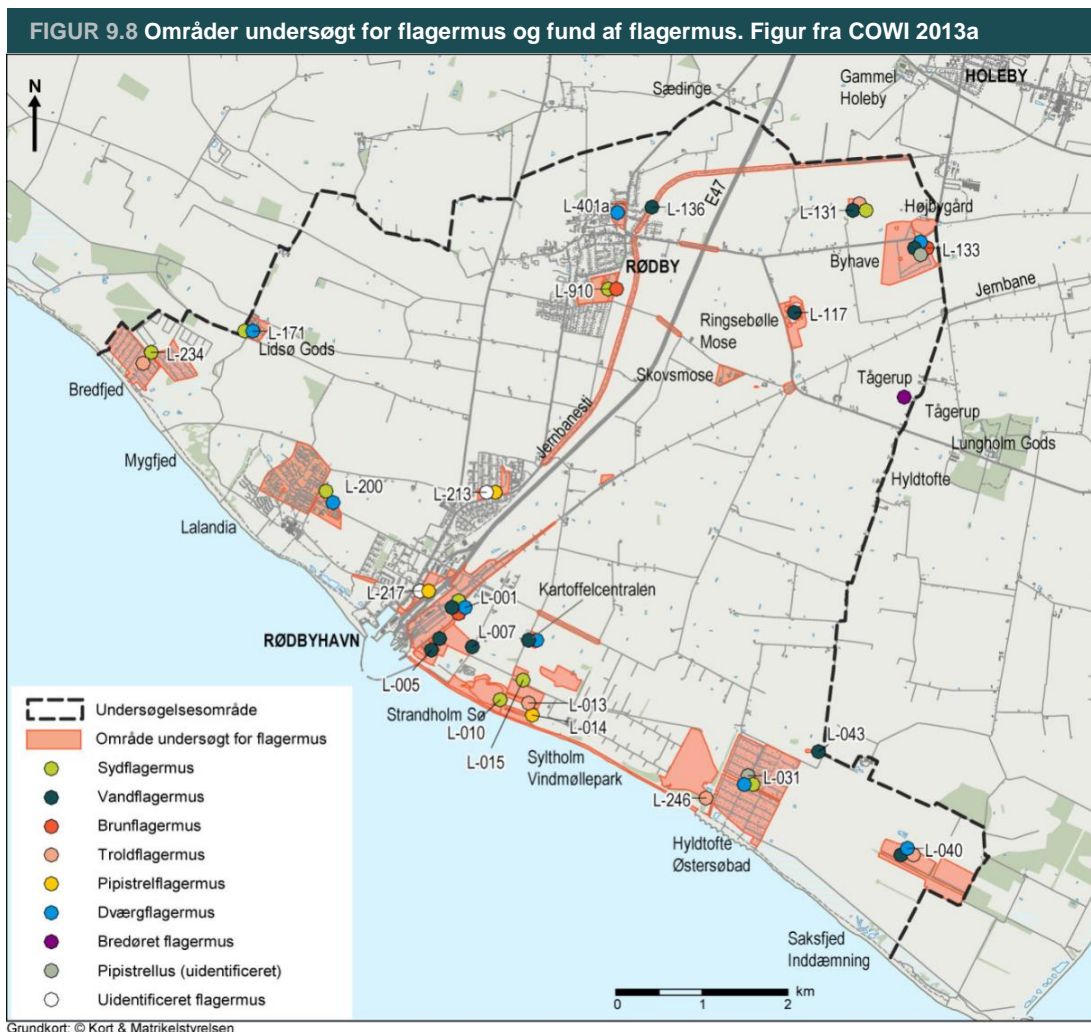 FIGUR 9.8 Områder undersøgt for flagermus og fund af flagermus. Figur fra COWI 2013a
N
Gammel
Holeby
HOLEBY
Sædinge
E47
L-401a
L-136
L-131
Højbygård
RØDBY
Byhave
L-133
L-910
Jernbane
L-171
Lidsø Gods
Ringsebølle
Mose
L-117
L-234
Skovsmose
Bredfjed
Tågerup
Tågerup
Lungholm Gods
Jernbanesti
Mygfjed
L-200
L-213
Hyldtofte
Lalandia
L-217
L-001
Kartoffelcentralen
RØDBYHAVN
L-007
L-005
L-013
Strandholm Sø
L-010
L-014
L-015
Syltholm
Vindmøllepark
L-043
L-031
L-246
Hyldtofte
Østersøbad
L-040
Saksfjed
Inddæmning
Undersøgelsesområde
Område undersøgt for flagermus
Sydflagermus
Vandflagermus
Brunflagermus
Troldflagermus
Pipistrelflagermus
Dværgflagermus
Bredøret flagermus
Pipistrellus (uidentificeret)
Uidentificeret flagermus
km
0 1 2
Grundkort: © Kort & Matrikelstyrelsen